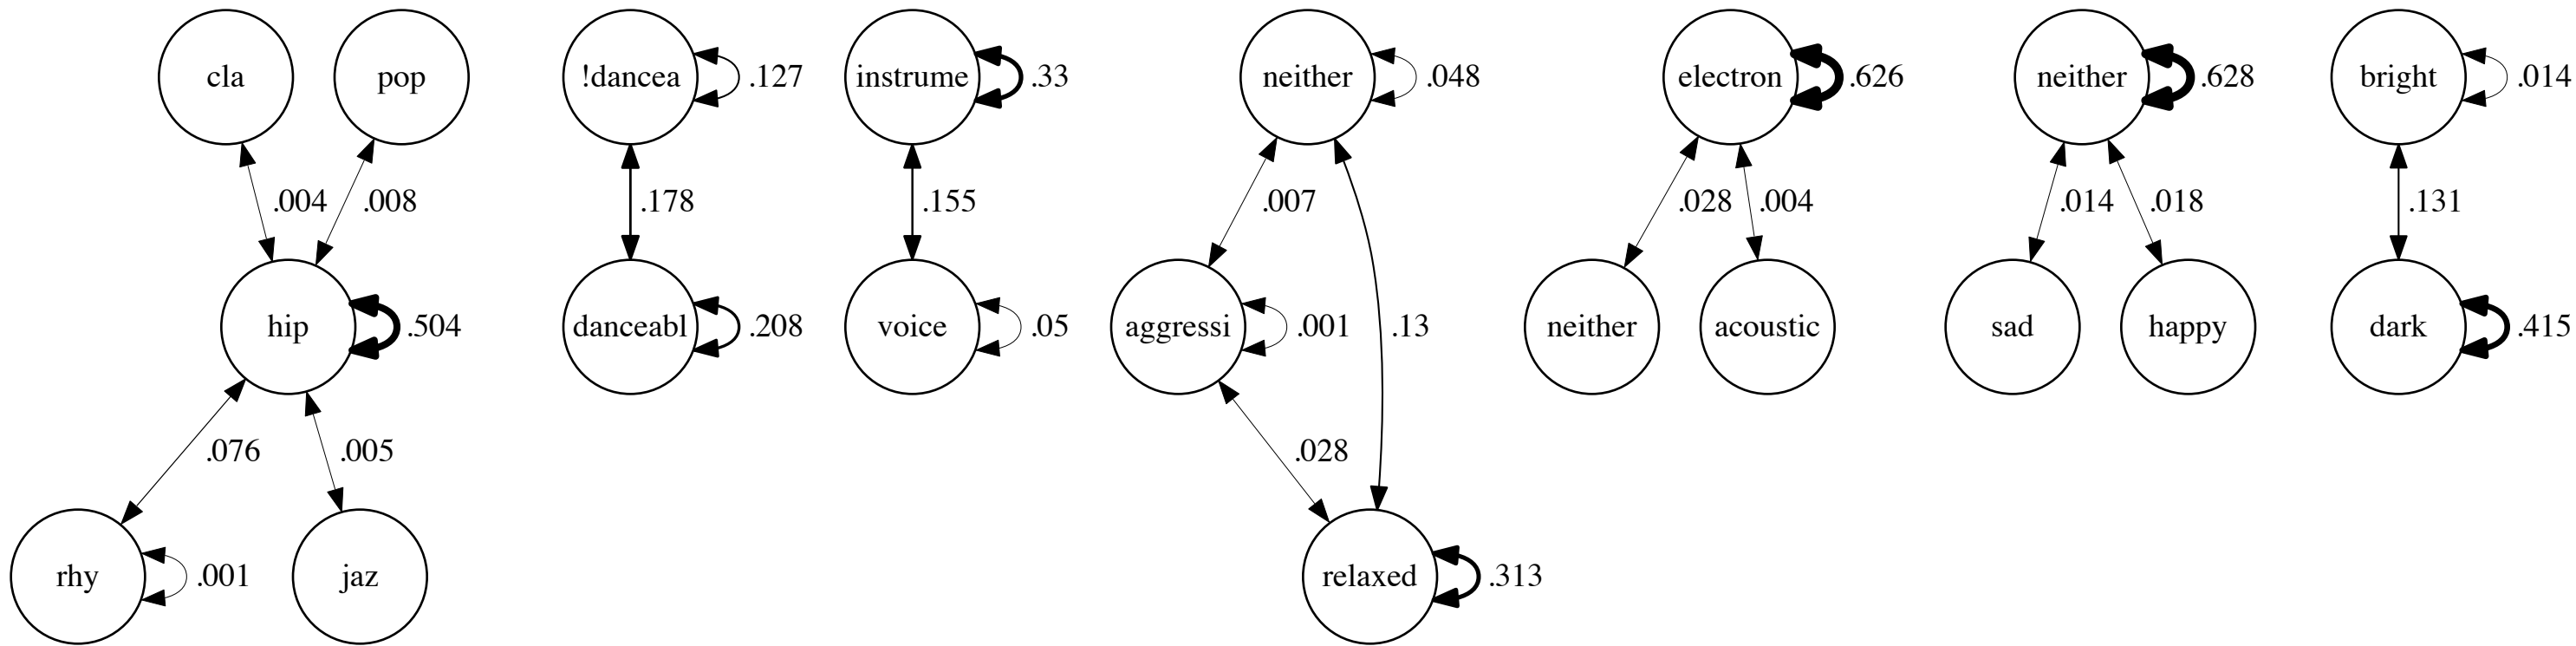 cla pop !dancea .127 instrume .33 neither .048 electron .626 neither .628 bright .014
.004 .008 .178 .155 .007 .028 .004 .014 .018 .131
hip .504 danceabl .208 voice .05 aggressi .001 .13 neither acoustic sad happy dark .415
.076 .005 .028
rhy .001 jaz relaxed .313